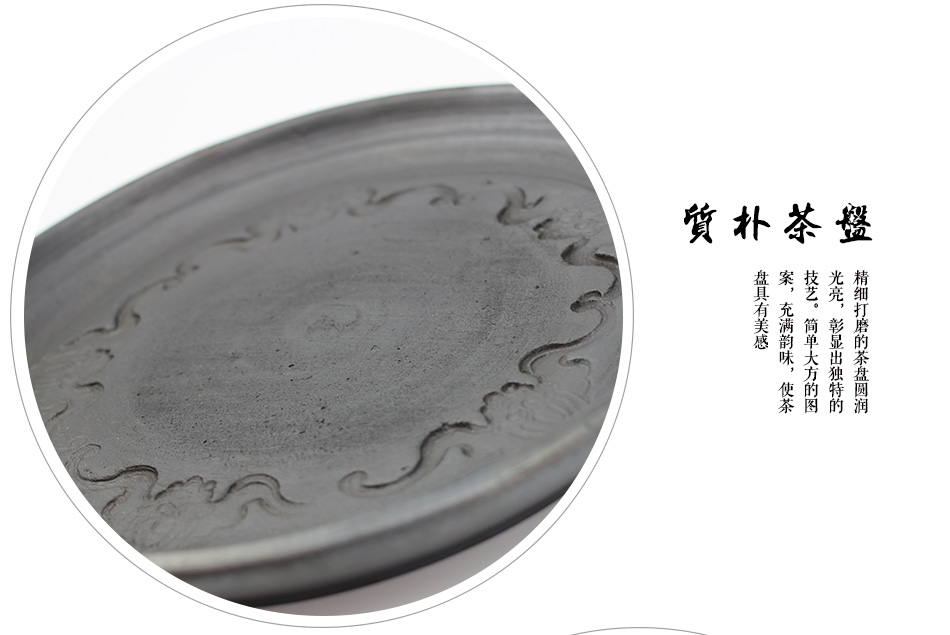 質朴茶盤
精细打磨的茶盘圆润
光亮，彰显出独特的
技艺。简单大方的图
案，充满韵味，使茶
盘具有美感